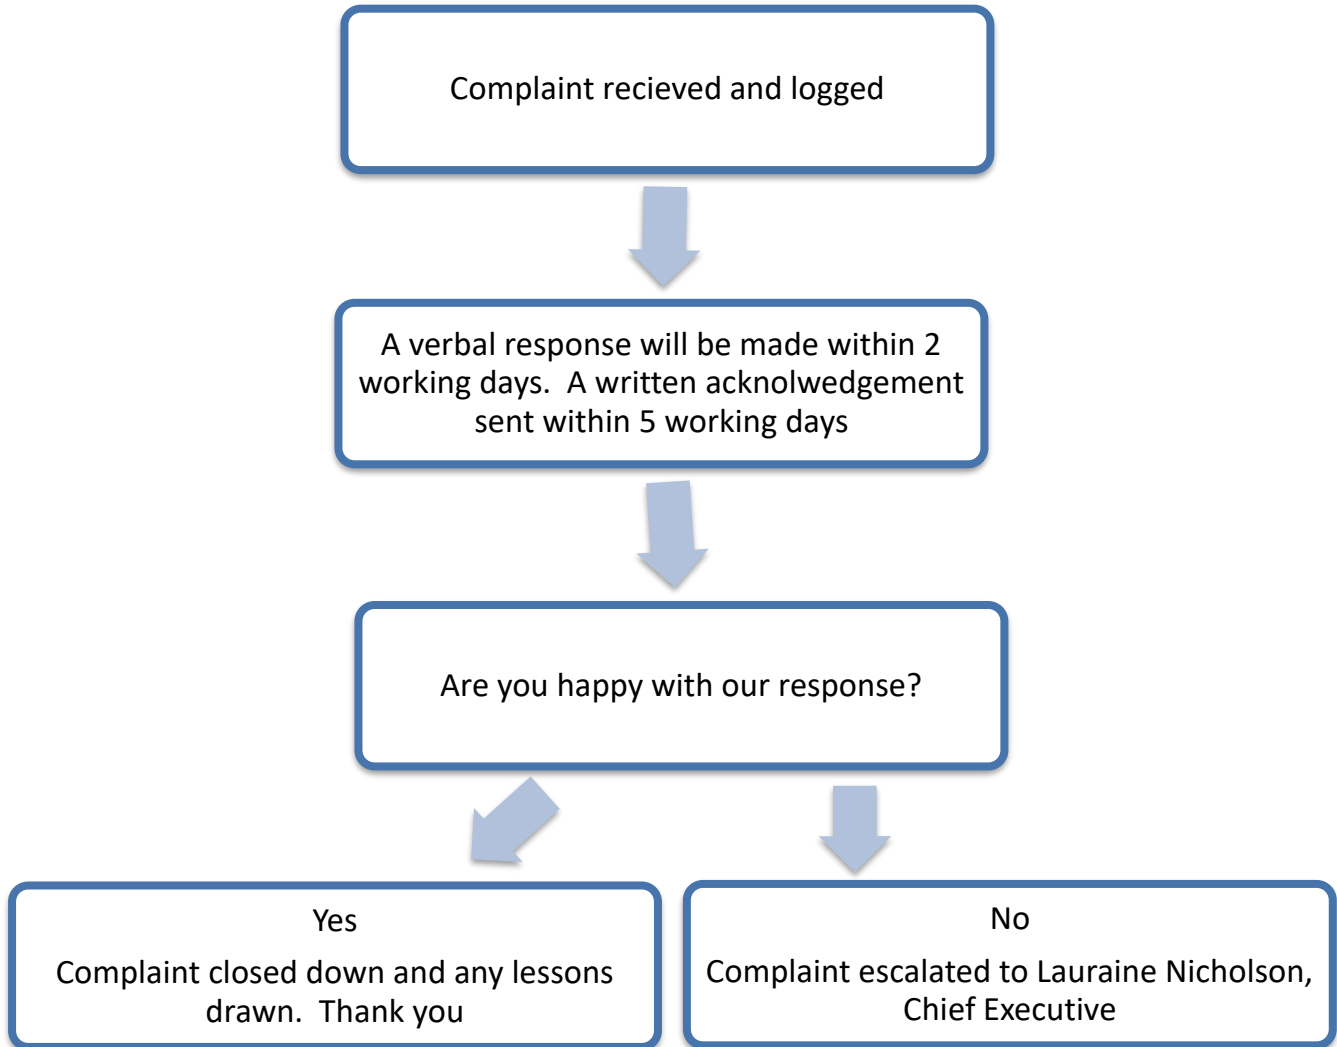 Complaint recieved and logged
A verbal response will be made within 2
working days.  A written acknolwedgement
sent within 5 working days
Are you happy with our response?
Yes
Complaint closed down and any lessons
drawn.  Thank you
No
Complaint escalated to Lauraine Nicholson,
Chief Executive